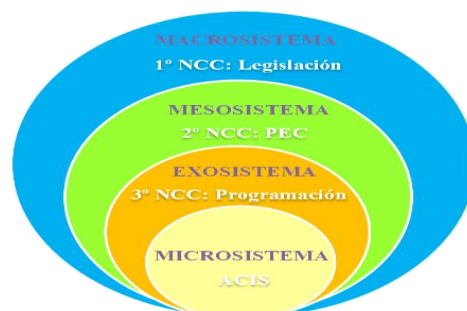 MACROSISTEMA
1º NCC: Legislación
MESOSISTEMA
2º NCC: PEC
EXOSISTEMA
3º NCC: Programación
MICROSISTEMA
ACIS